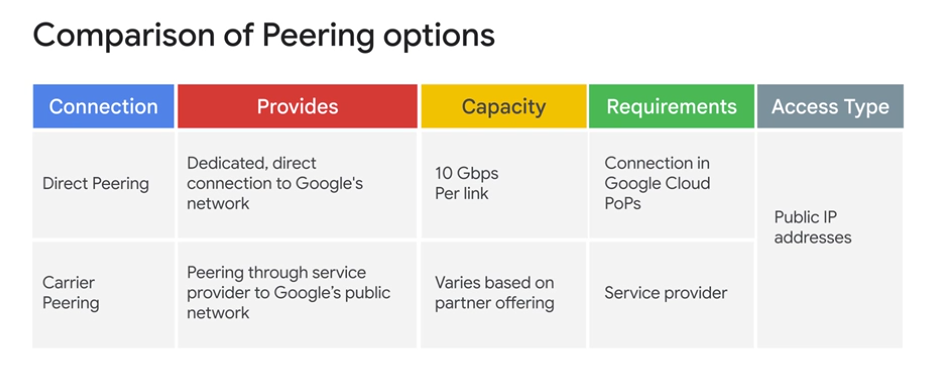 Comparison of Peering options
Connection
Provides
Capacity
Requirements
Access Type
Direct Peering
Dedicated, direct
connection to Google's
network
10 Gbps
Per link
Connection in
Google Cloud
PoPs
Public IP
addresses
Carrier
Peering
Peering through service
provider to Google’s public
network
Varies based on
partner offering
Service provider